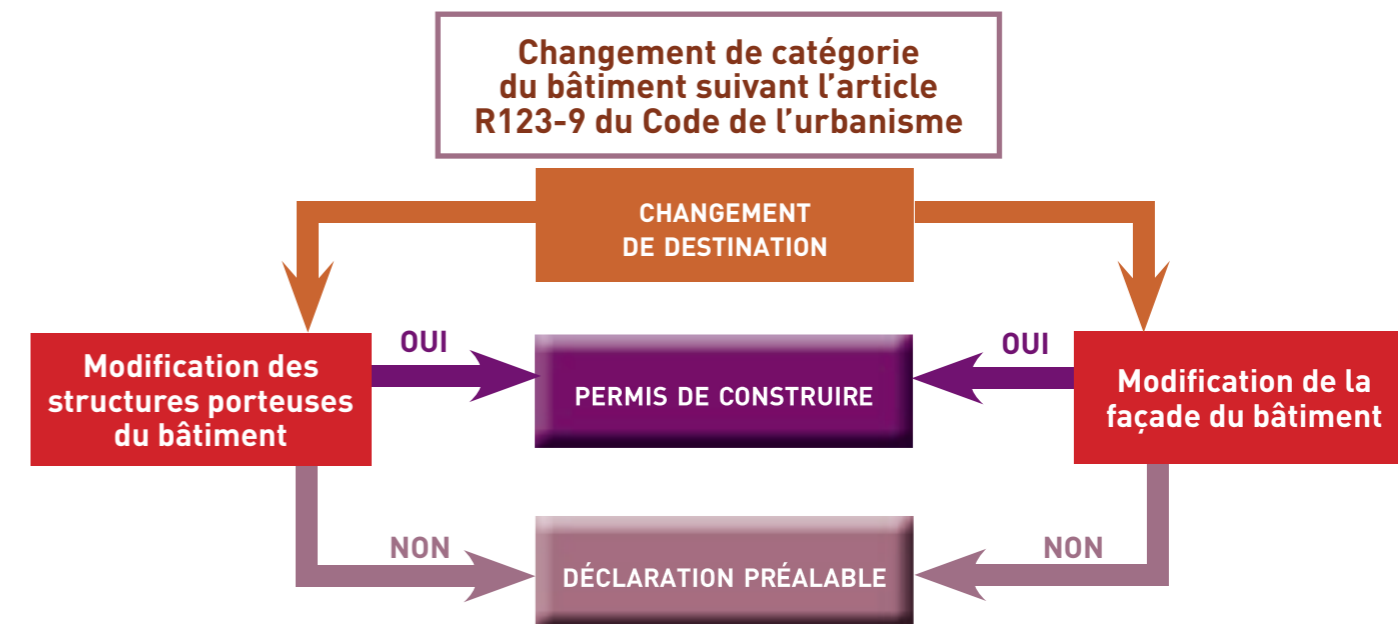 Changement de catégorie
du bâtiment suivant l’article
R123-9 du Code de l’urbanisme
CHANGEMENT
DE DESTINATION
OUI
OUI
Modification des
structures porteuses
du bâtiment
PERMIS DE CONSTRUIRE
Modification de la
façade du bâtiment
NON
NON
DÉCLARATION PRÉALABLE